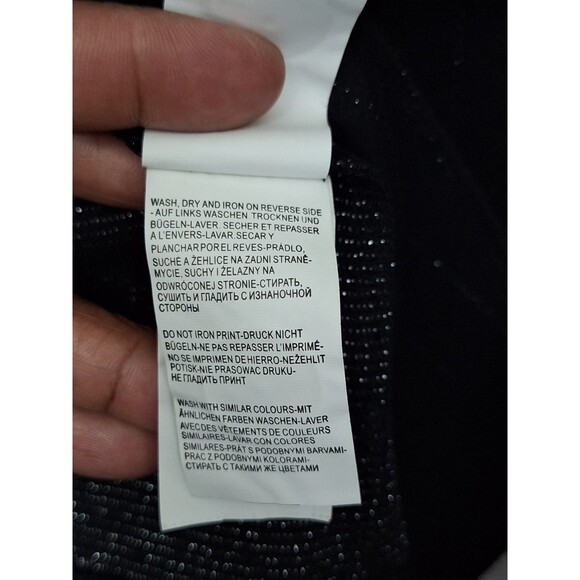 WASH, DRY AND IRON ON REVERSE SIDE
- AUF LINKS WASCHEN TROCKNEN UND
BÜGELN-LAVER. SECHER ET REPASSER
A L'ENVERS-LAVAR.SECAR Y
PLANCHAR POR EL REVES-PRÁDLO,
SUCHE A ŽEHLICE NA ZADNI STRANĚ-
MYCIE, SUCHY I ŻELAZNY NA
ODWRÓCONEJ STRONIE-СТИРАТЬ,
СУШИТЬ И ГЛАДИТЬ С ИЗНАНОЧНОЙ
СТОРОНЫ
DO NOT IRON PRINT-DRUCK NICHT
BÜGELN-NE PAS REPASSER L'IMPRIMÉ-
NO SE IMPRIMEN DE HIERRO-NEŽEHLIT
POTISK-NIE PRASOWAC DRUKU-
НЕ ГЛАДИТЬ ПРИНТ
WASH WITH SIMILAR COLOURS-MIT
ÄHNLICHEN FARBEN WASCHEN-LAVER
AVEC DES VÊTEMENTS DE COULEURS
SIMILAIRES-LAVAR CON COLORES
SIMILARES-PRÁT S PODOBNYMI BARVAMI-
PRAC Z PODOBNYMI KOLORAMI-
СТИРАТЬ С ТАКИМИ ЖЕ ЦВЕТАМИ